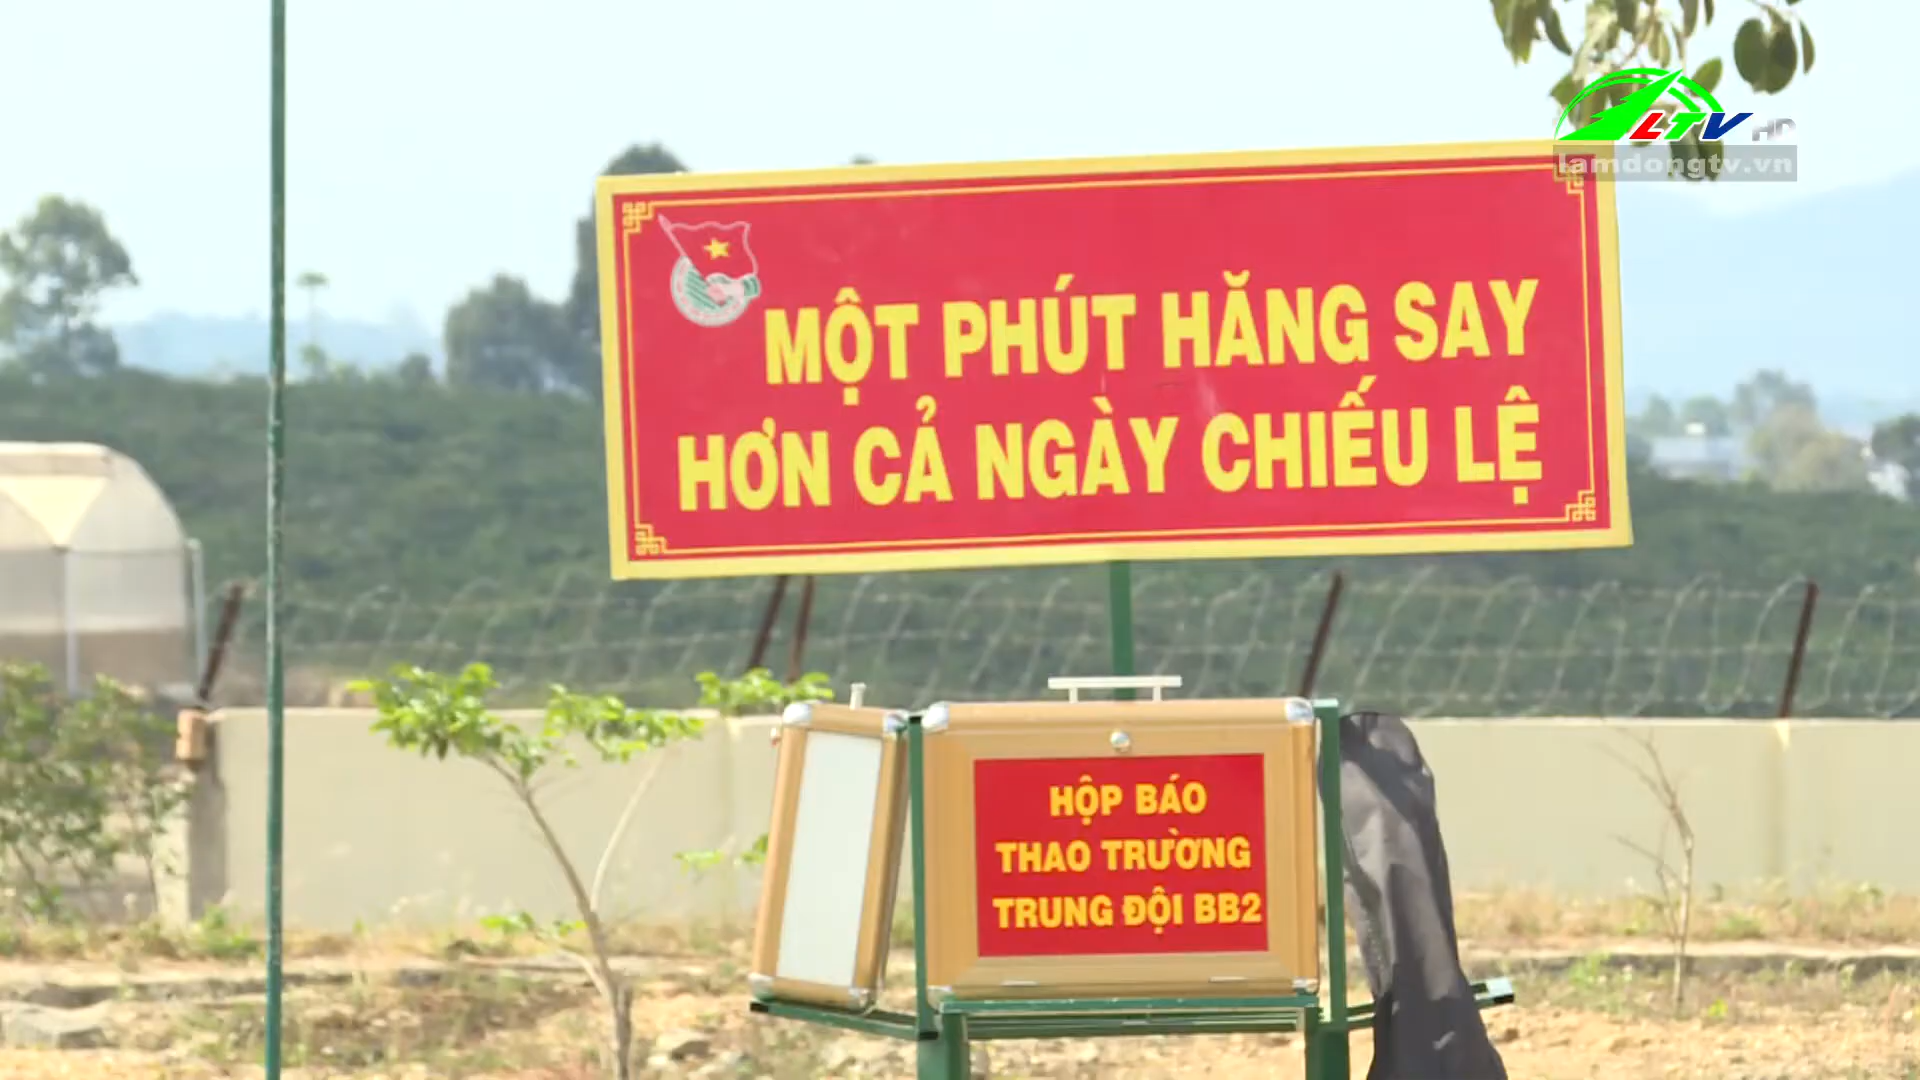 LTV HD
lamdongtv.vn
MỘT PHÚT HĂNG SAY
HƠN CẢ NGÀY CHIẾU LỆ
HỘP BÁO
THAO TRƯỜNG
TRUNG ĐỘI BB2